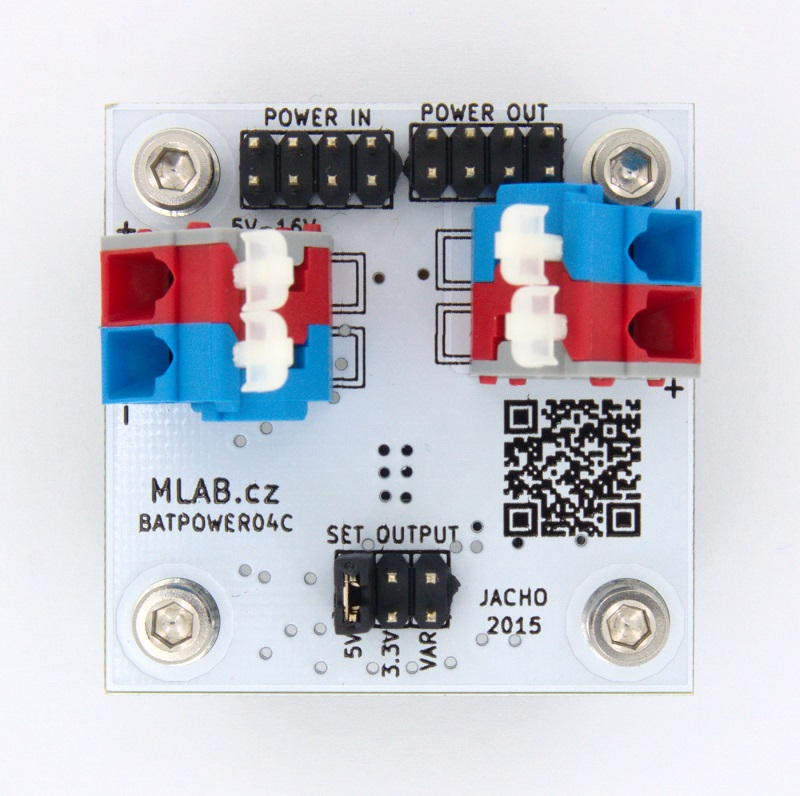 POWER IN
POWER OUT
5V-16V
+
-
-
+
MLAB.cz
BATPOWER04C
SET OUTPUT
5V
3.3V
VAR
JACHO
2015